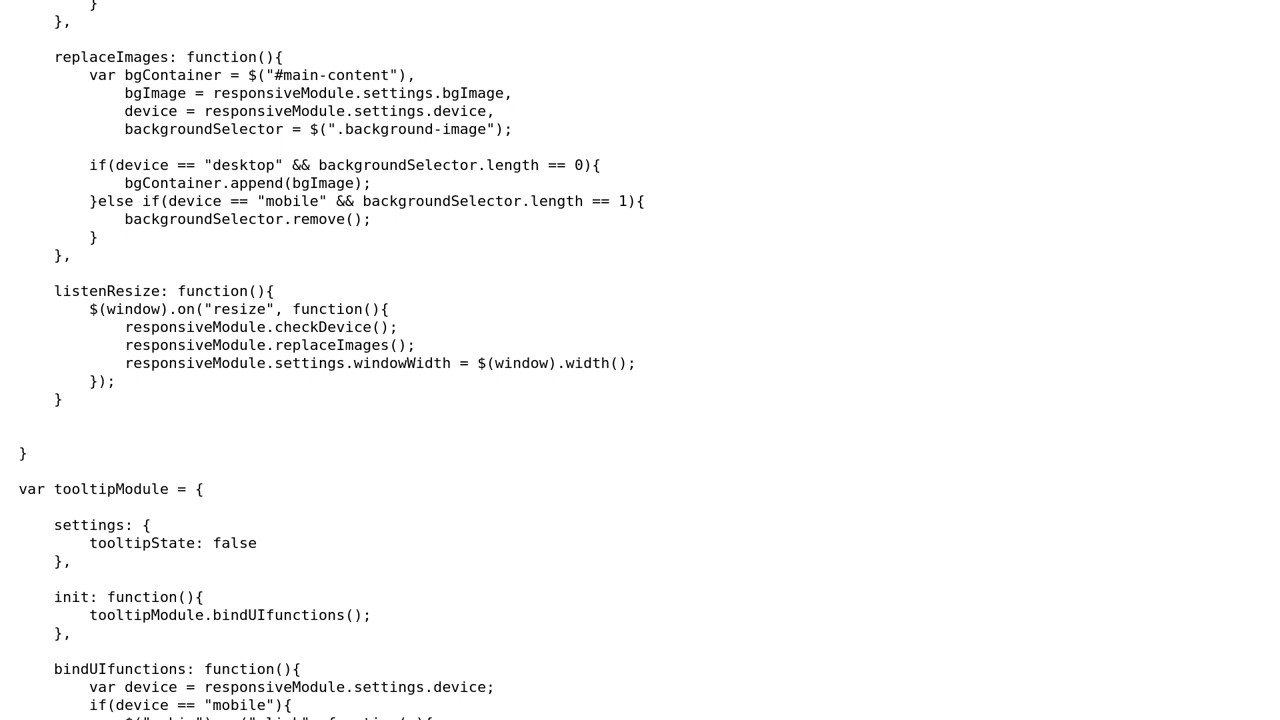 }
    },

    replaceImages: function(){
        var bgContainer = $("#main-content"),
            bgImage = responsiveModule.settings.bgImage,
            device = responsiveModule.settings.device,
            backgroundSelector = $(".background-image");

        if(device == "desktop" && backgroundSelector.length == 0){
            bgContainer.append(bgImage);
        }else if(device == "mobile" && backgroundSelector.length == 1){
            backgroundSelector.remove();
        }
    },

    listenResize: function(){
        $(window).on("resize", function(){
            responsiveModule.checkDevice();
            responsiveModule.replaceImages();
            responsiveModule.settings.windowWidth = $(window).width();
        });
    }


}

var tooltipModule = {

    settings: {
        tooltipState: false
    },

    init: function(){
        tooltipModule.bindUIfunctions();
    },

    bindUIfunctions: function(){
        var device = responsiveModule.settings.device;
        if(device == "mobile"){